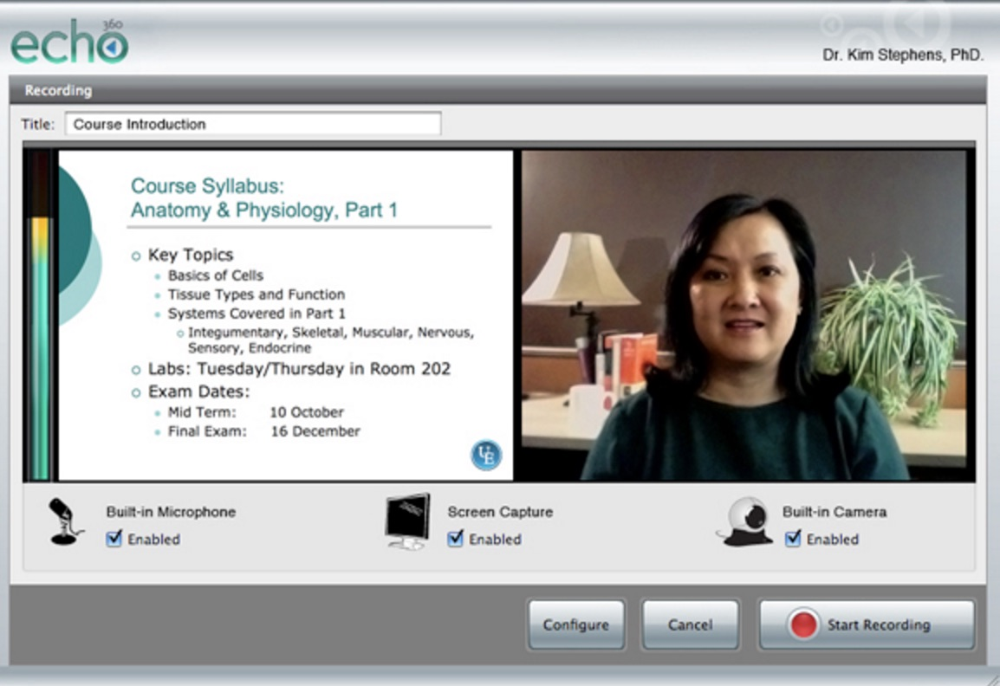 echo
360
Dr. Kim Stephens, PhD.
Recording
Title: Course Introduction
Course Syllabus:
Anatomy & Physiology, Part 1
Key Topics
Basics of Cells
Tissue Types and Function
Systems Covered in Part 1
Integumentary, Skeletal, Muscular, Nervous,
Sensory, Endocrine
Labs: Tuesday/Thursday in Room 202
Exam Dates:
Mid Term: 10 October
Final Exam: 16 December
UE
Built-in Microphone
Enabled
Screen Capture
Enabled
Built-in Camera
Enabled
Configure
Cancel
Start Recording